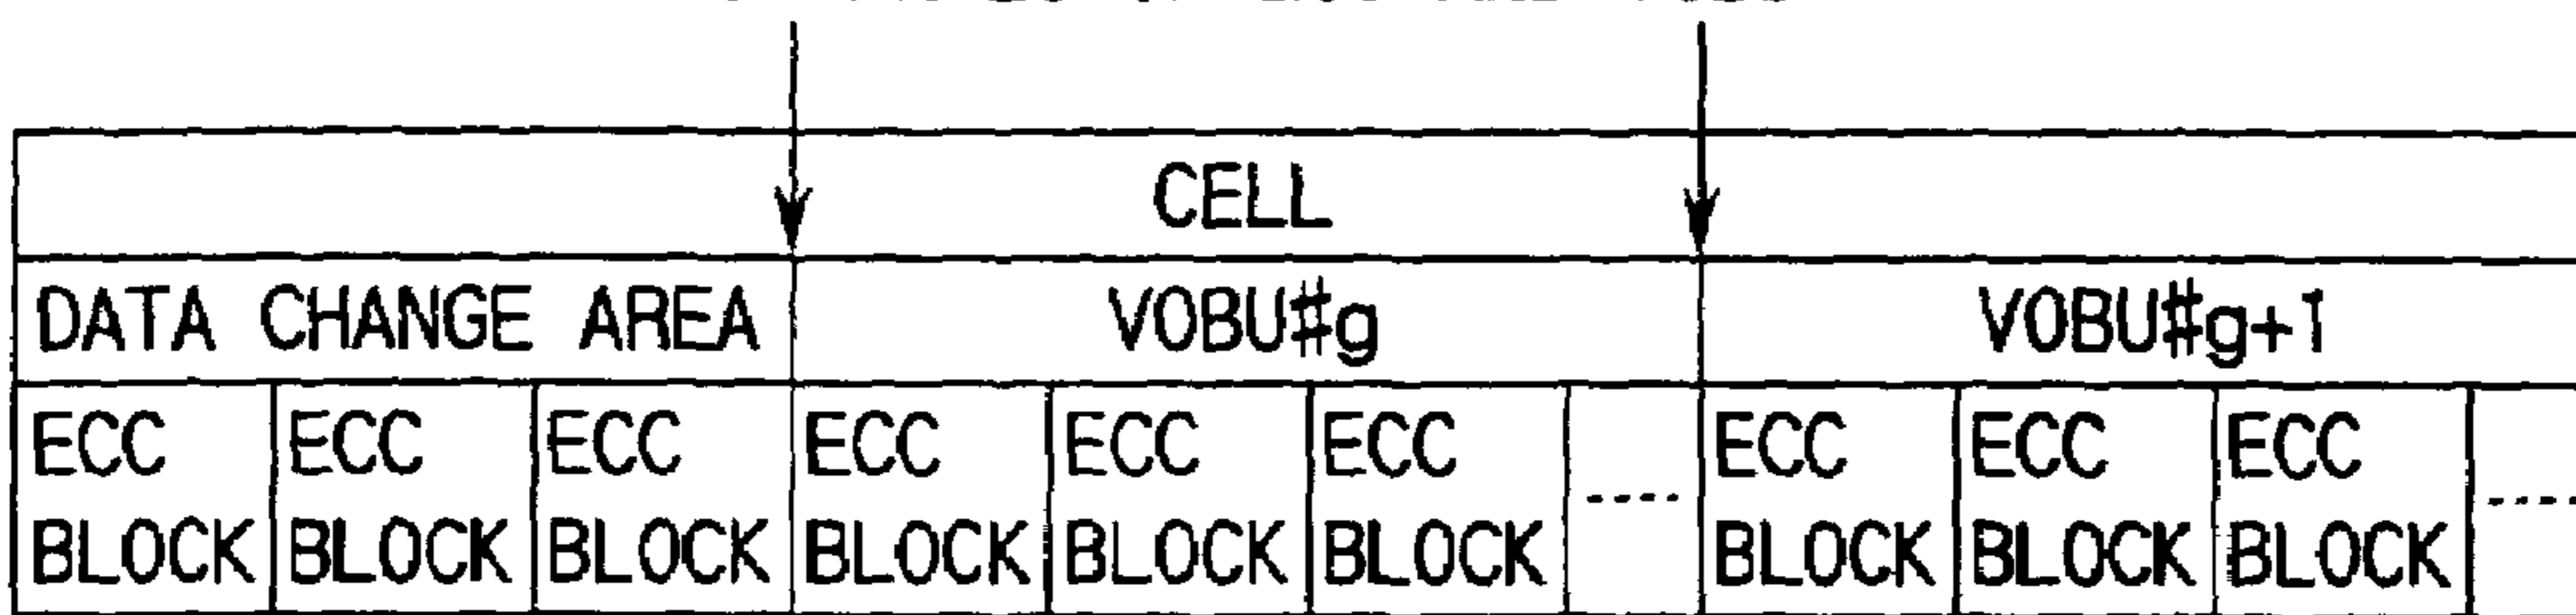 CELL
DATA CHANGE AREA VOBU#g VOBU#g+1
ECC ECC ECC ECC ECC ECC ECC ECC ECC
BLOCK BLOCK BLOCK BLOCK BLOCK BLOCK ---- BLOCK BLOCK BLOCK ----